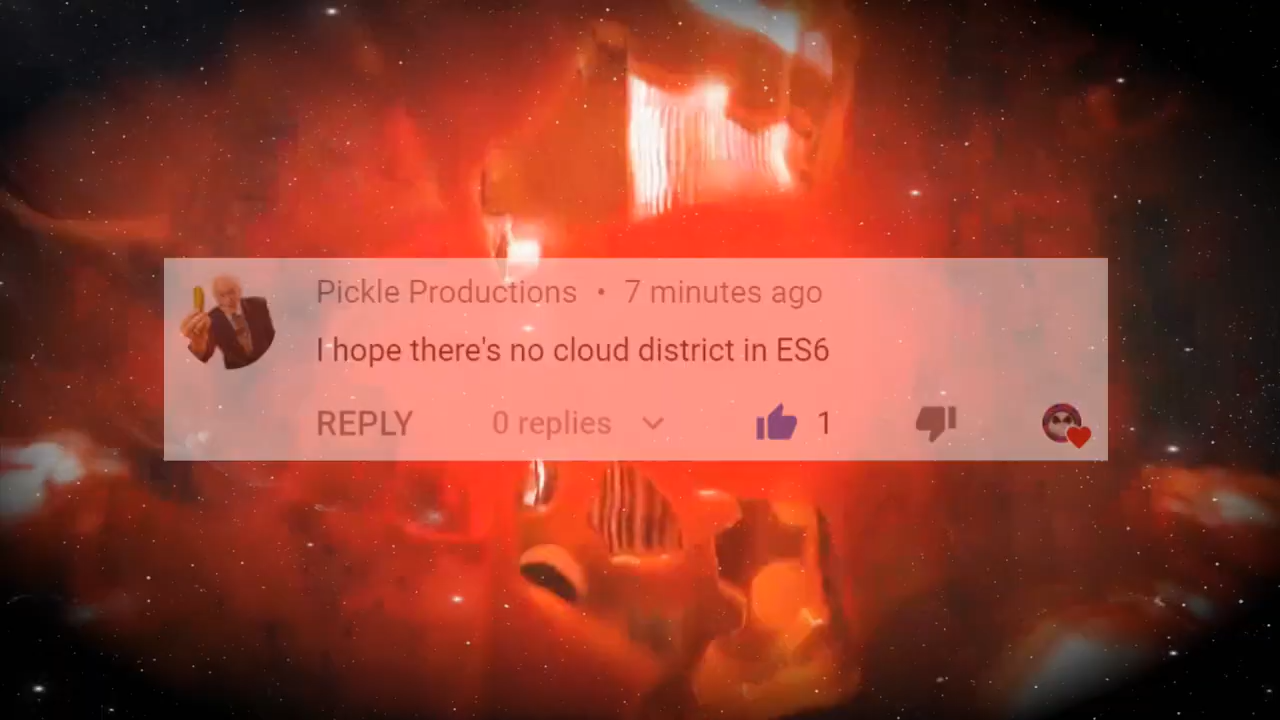 Pickle Productions • 7 minutes ago
I hope there's no cloud district in ES6
REPLY 0 replies 1